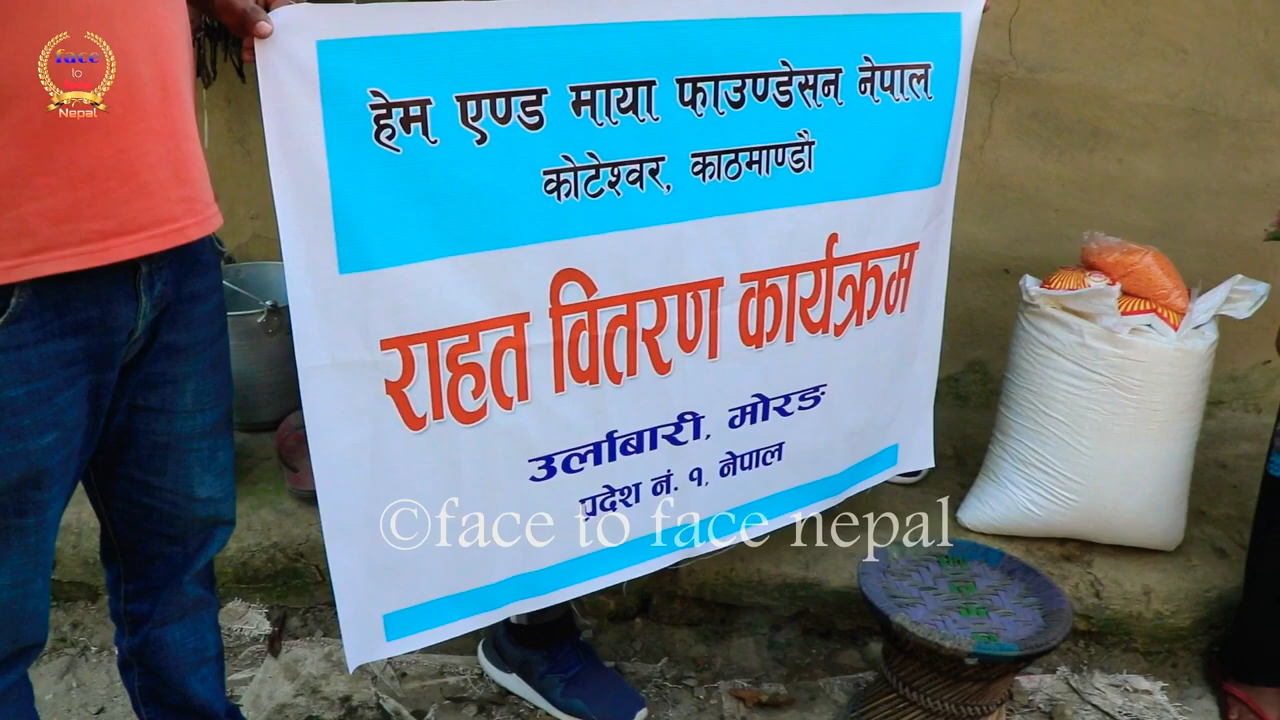 face
to
Nepal
हेम एण्ड माया फाउण्डेसन नेपाल
कोटेश्वर, काठमाण्डौ
राहत वितरण कार्यक्रम
उर्लाबारी, मोरङ
प्रदेश नं. १, नेपाल
©face to face nepal